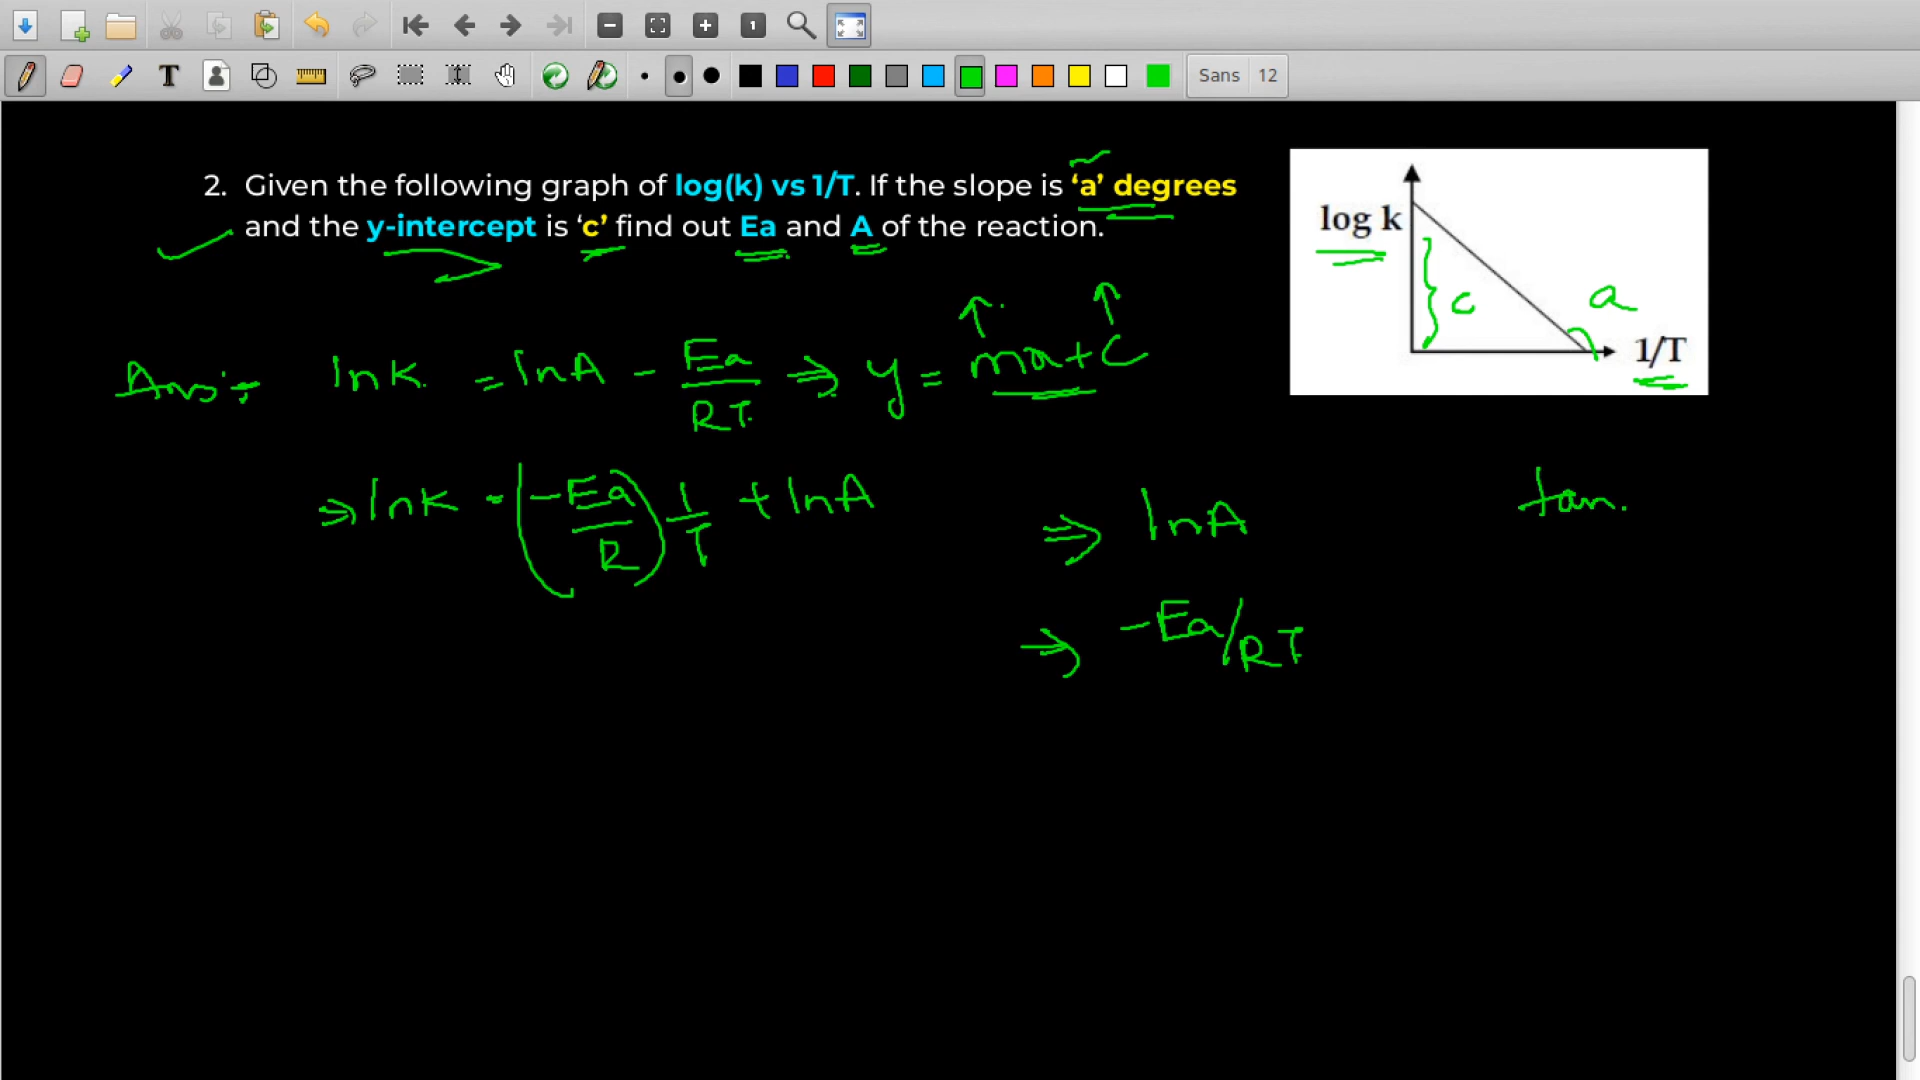 1
T
Sans 12
2. Given the following graph of log(k) vs 1/T. If the slope is ‘a’ degrees
and the y-intercept is ‘c’ find out Ea and A of the reaction.
log k
c
a
1/T
Ans:- lnK = lnA - Ea/RT ⇒ y = mx+C
⇒ lnK = (-Ea/R) 1/T + lnA
⇒ lnA
tan.
⇒ -Ea/RT